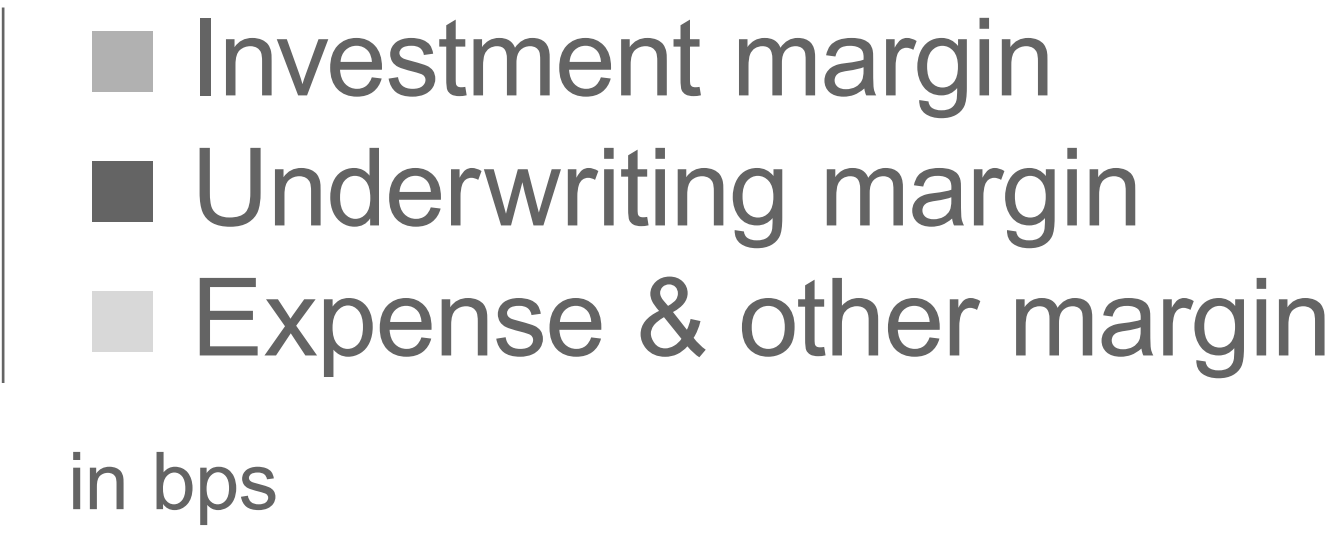 Investment margin
Underwriting margin
Expense & other margin
in bps